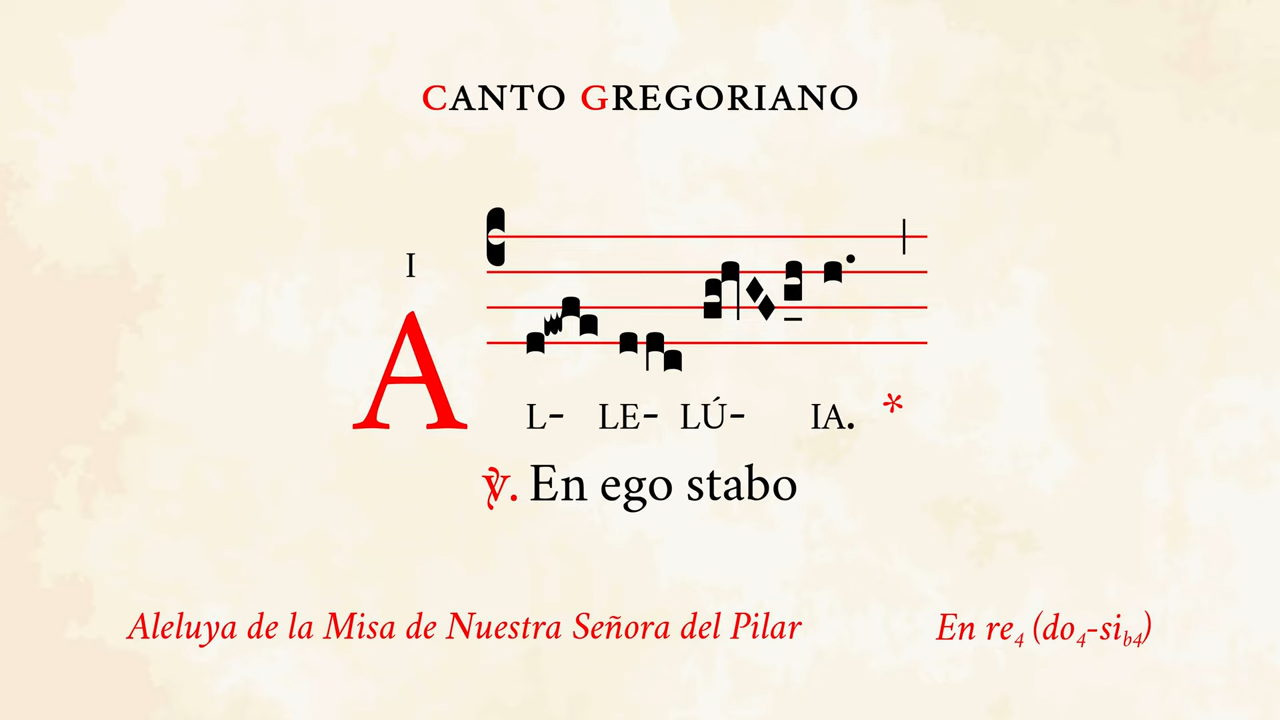 CANTO GREGORIANO
I
AL- LE- LÚ- IA. *
℣. En ego stabo
Aleluya de la Misa de Nuestra Señora del Pilar
En re4 (do4-sib4)